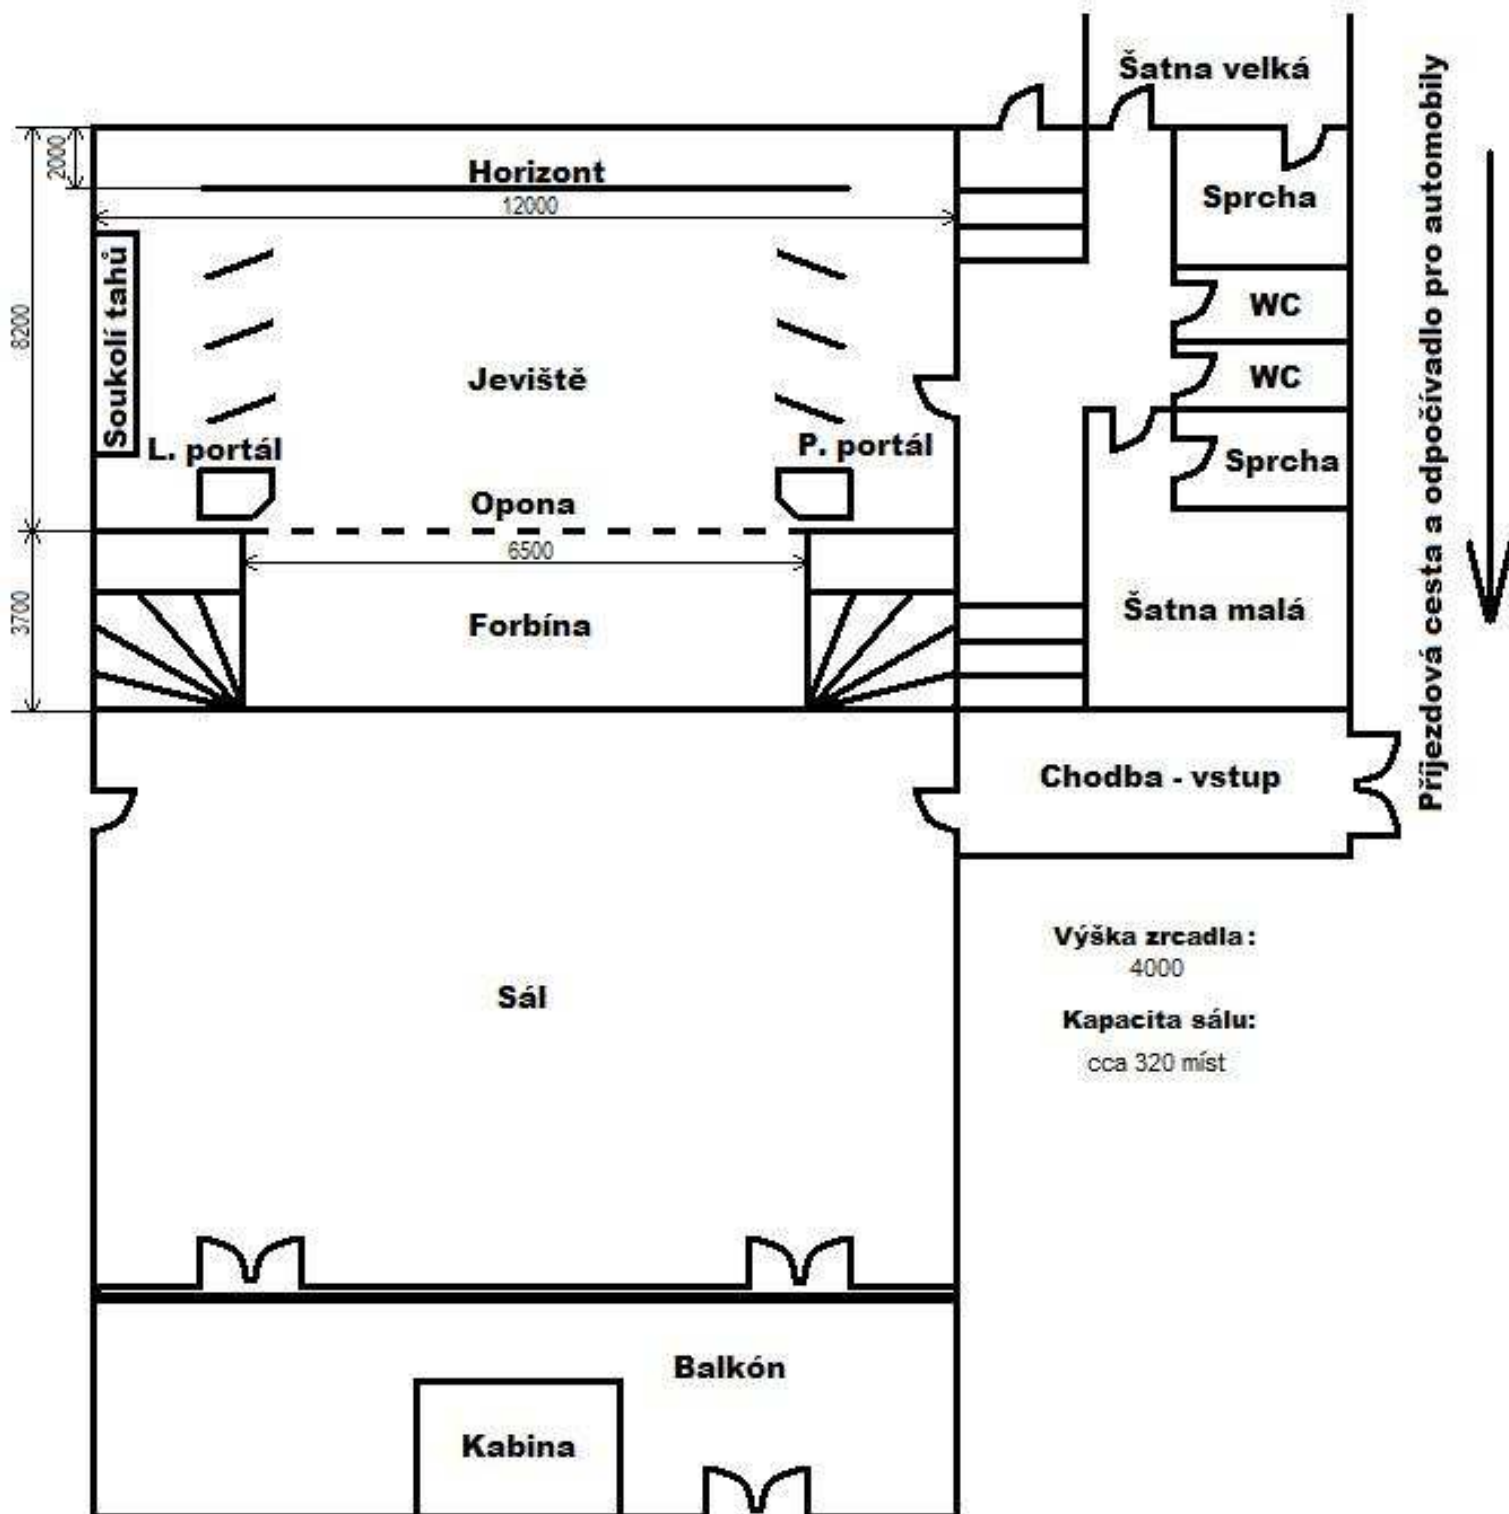 Šatna velká
2000
Horizont
12000
Sprcha
Soukolí tahů
WC
8200
Jeviště
WC
L. portál
P. portál
Sprcha
Opona
6500
3700
Forbína
Šatna malá
Příjezdová cesta a odpočívadlo pro automobily
Chodba - vstup
Výška zrcadla:
4000
Sál
Kapacita sálu:
cca 320 míst
Balkón
Kabina